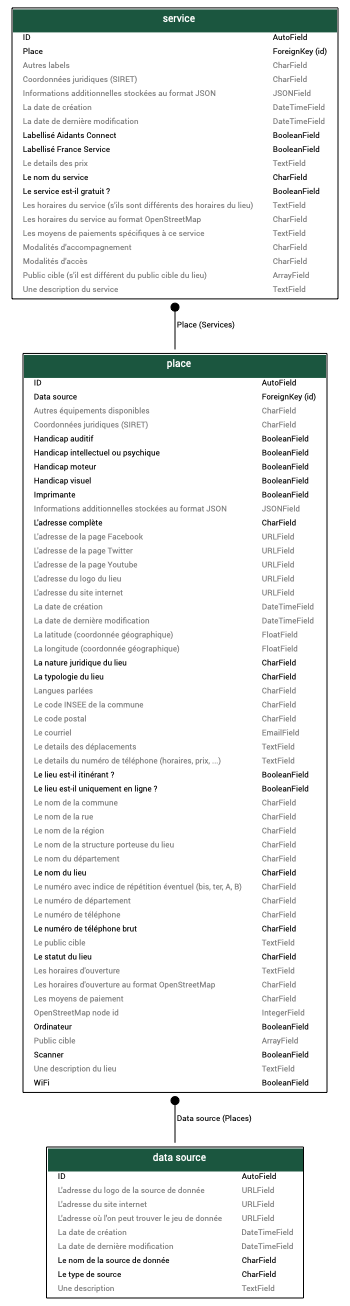 service
ID AutoField
Place ForeignKey (id)
Autres labels CharField
Coordonnées juridiques (SIRET) CharField
Informations additionnelles stockées au format JSON JSONField
La date de création DateTimeField
La date de dernière modification DateTimeField
Labellisé Aidants Connect BooleanField
Labellisé France Service BooleanField
Le details des prix TextField
Le nom du service CharField
Le service est-il gratuit ? BooleanField
Les horaires du service (s'ils sont différents des horaires du lieu) TextField
Les horaires du service au format OpenStreetMap CharField
Les moyens de paiements spécifiques à ce service TextField
Modalités d'accompagnement CharField
Modalités d'accès CharField
Public cible (s'il est différent du public cible du lieu) ArrayField
Une description du service TextField
Place (Services)
place
ID AutoField
Data source ForeignKey (id)
Autres équipements disponibles CharField
Coordonnées juridiques (SIRET) CharField
Handicap auditif BooleanField
Handicap intellectuel ou psychique BooleanField
Handicap moteur BooleanField
Handicap visuel BooleanField
Imprimante BooleanField
Informations additionnelles stockées au format JSON JSONField
L'adresse complète CharField
L'adresse de la page Facebook URLField
L'adresse de la page Twitter URLField
L'adresse de la page Youtube URLField
L'adresse du logo du lieu URLField
L'adresse du site internet URLField
La date de création DateTimeField
La date de dernière modification DateTimeField
La latitude (coordonnée géographique) FloatField
La longitude (coordonnée géographique) FloatField
La nature juridique du lieu CharField
La typologie du lieu CharField
Langues parlées CharField
Le code INSEE de la commune CharField
Le code postal CharField
Le courriel EmailField
Le details des déplacements TextField
Le details du numéro de téléphone (horaires, prix, ...) TextField
Le lieu est-il itinérant ? BooleanField
Le lieu est-il uniquement en ligne ? BooleanField
Le nom de la commune CharField
Le nom de la rue CharField
Le nom de la région CharField
Le nom de la structure porteuse du lieu CharField
Le nom du département CharField
Le nom du lieu CharField
Le numéro avec indice de répétition éventuel (bis, ter, A, B) CharField
Le numéro de département CharField
Le numéro de téléphone CharField
Le numéro de téléphone brut CharField
Le public cible TextField
Le statut du lieu CharField
Les horaires d'ouverture TextField
Les horaires d'ouverture au format OpenStreetMap CharField
Les moyens de paiement CharField
OpenStreetMap node id IntegerField
Ordinateur BooleanField
Public cible ArrayField
Scanner BooleanField
Une description du lieu TextField
WiFi BooleanField
Data source (Places)
data source
ID AutoField
L'adresse du logo de la source de donnée URLField
L'adresse du site internet URLField
L'adresse où l'on peut trouver le jeu de donnée URLField
La date de création DateTimeField
La date de dernière modification DateTimeField
Le nom de la source de donnée CharField
Le type de source CharField
Une description TextField